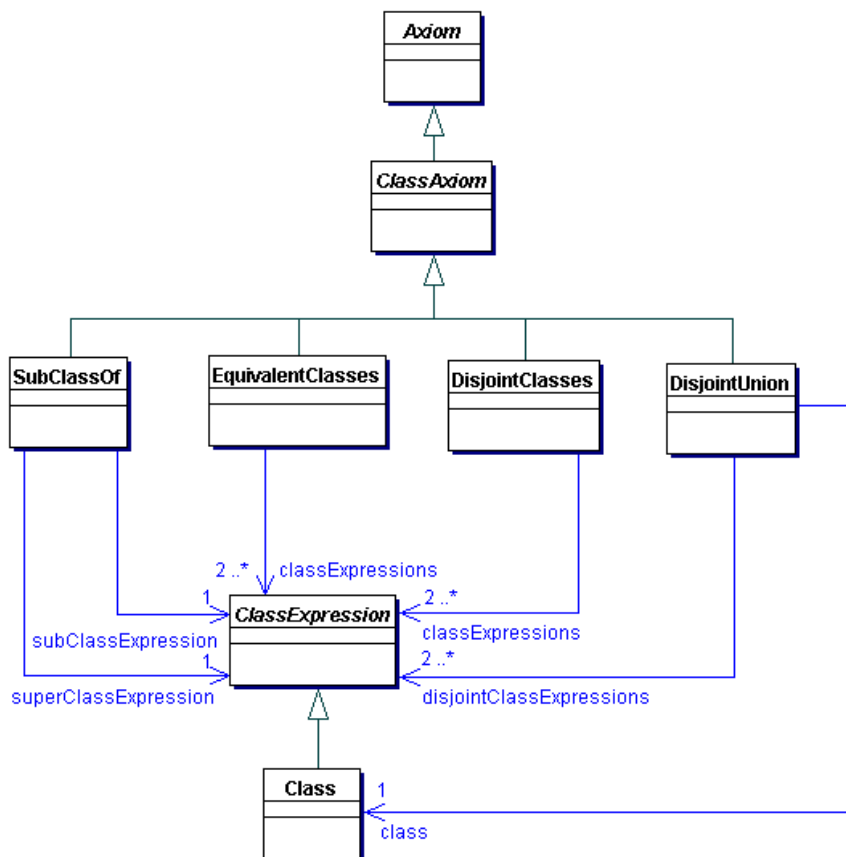 Axiom
ClassAxiom
SubClassOf
EquivalentClasses
DisjointClasses
DisjointUnion
2 ..* classExpressions
1
subClassExpression
ClassExpression
2 ..*
classExpressions
1
superClassExpression
2 ..*
disjointClassExpressions
Class
1
class